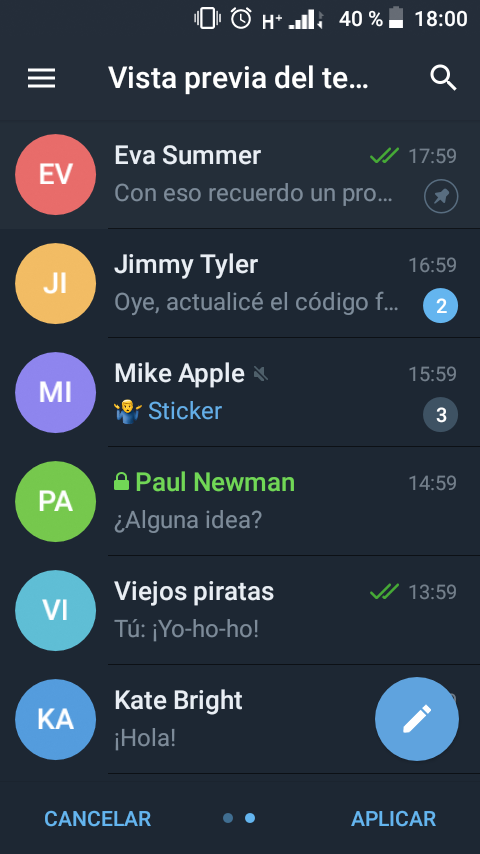 H+ 40 % 18:00
Vista previa del te...
EV Eva Summer 17:59
Con eso recuerdo un pro...
JI Jimmy Tyler 16:59
Oye, actualicé el código f... 2
MI Mike Apple 15:59
🤷‍♂️ Sticker 3
PA Paul Newman 14:59
¿Alguna idea?
VI Viejos piratas 13:59
Tú: ¡Yo-ho-ho!
KA Kate Bright
¡Hola!
CANCELAR APLICAR